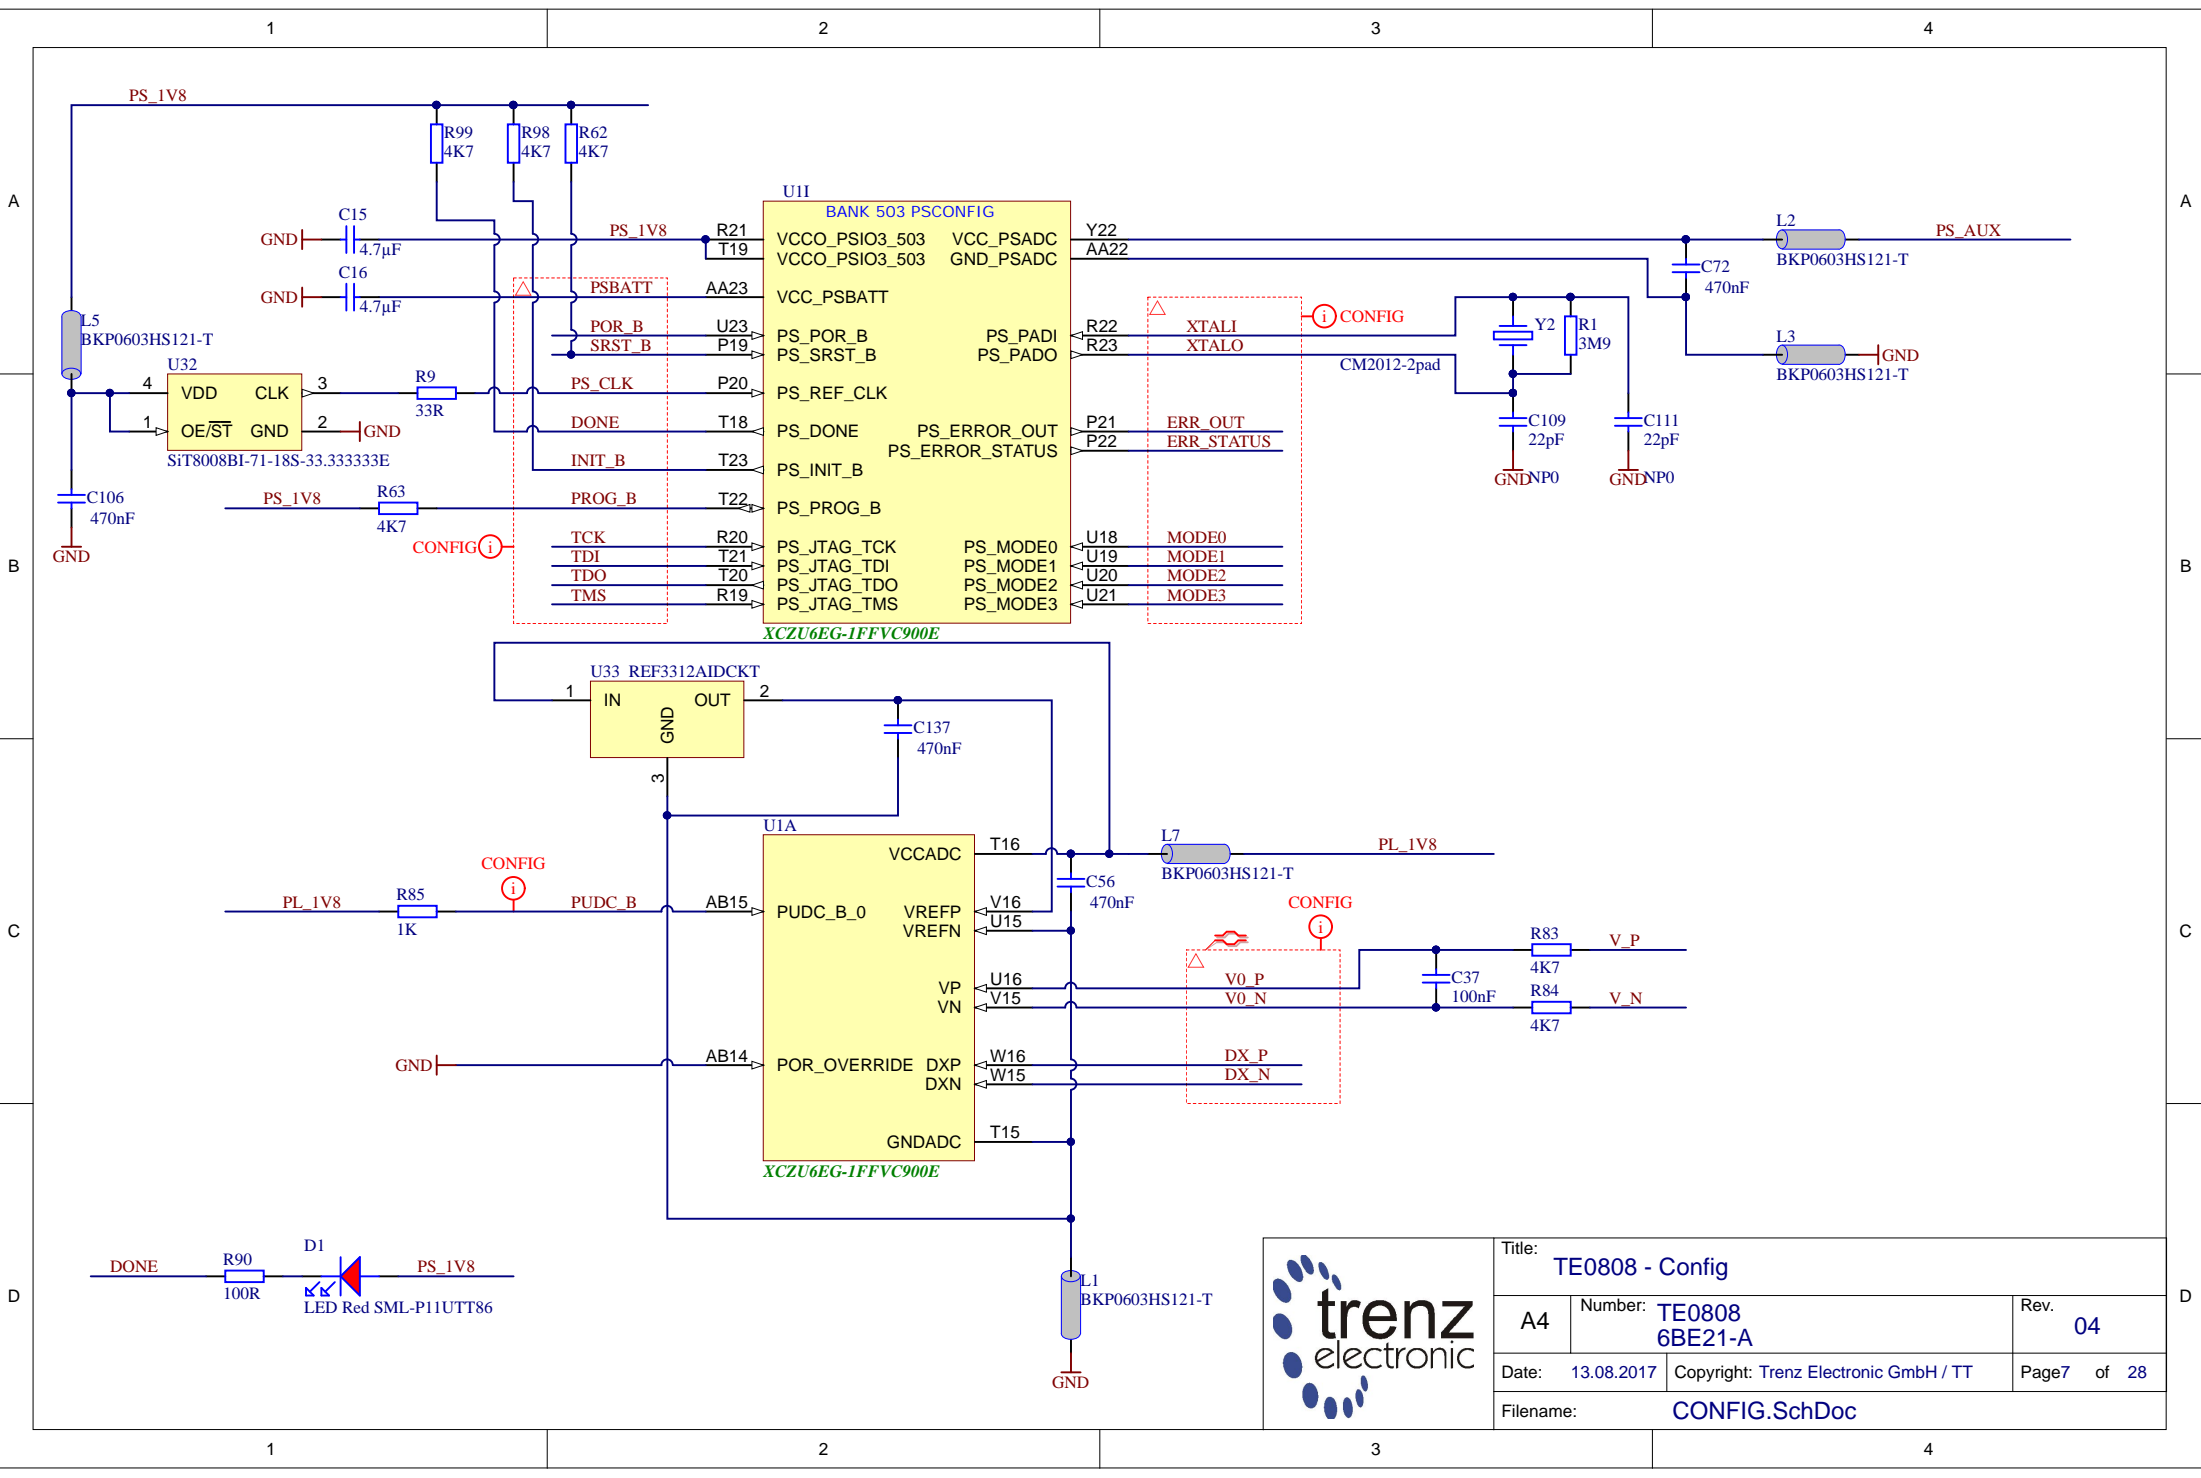 1 2 3 4
A A
B B
C C
D D
PS_1V8
R99
4K7
R98
4K7
R62
4K7
U1I
BANK 503 PSCONFIG
C15
GND
4.7µF
PS_1V8
R21
T19
VCCO_PSIO3_503
VCCO_PSIO3_503
VCC_PSADC
GND_PSADC
Y22
AA22
L2
BKP0603HS121-T
PS_AUX
C72
470nF
L3
BKP0603HS121-T
GND
C16
GND
4.7µF
PSBATT
AA23
VCC_PSBATT
L5
BKP0603HS121-T
POR_B
U23
PS_POR_B
SRST_B
P19
PS_SRST_B
PS_PADI
R22
XTALI
PS_PADO
R23
XTALO
CONFIG
CM2012-2pad
Y2
R1
3M9
C109
22pF
GND
NP0
C111
22pF
GND
NP0
U32
4
VDD
CLK
3
1
OE/ST
GND
2
GND
SiT8008BI-71-18S-33.333333E
R9
33R
PS_CLK
P20
PS_REF_CLK
DONE
T18
PS_DONE
INIT_B
T23
PS_INIT_B
PS_ERROR_OUT
P21
ERR_OUT
PS_ERROR_STATUS
P22
ERR_STATUS
C106
470nF
GND
PS_1V8
R63
4K7
PROG_B
T22
PS_PROG_B
CONFIG
TCK
R20
PS_JTAG_TCK
TDI
T21
PS_JTAG_TDI
TDO
T20
PS_JTAG_TDO
TMS
R19
PS_JTAG_TMS
PS_MODE0
U18
MODE0
PS_MODE1
U19
MODE1
PS_MODE2
U20
MODE2
PS_MODE3
U21
MODE3
XCZU6EG-1FFVC900E
U33 REF3312AIDCKT
1
IN
OUT
2
GND
3
C137
470nF
U1A
VCCADC
T16
L7
BKP0603HS121-T
PL_1V8
C56
470nF
CONFIG
PL_1V8
R85
1K
PUDC_B
AB15
PUDC_B_0
VREFP
V16
VREFN
U15
CONFIG
VP
U16
V0_P
VN
V15
V0_N
C37
100nF
R83
4K7
V_P
R84
4K7
V_N
GND
AB14
POR_OVERRIDE
DXP
W16
DX_P
DXN
W15
DX_N
GNDADC
T15
XCZU6EG-1FFVC900E
DONE
R90
100R
D1
PS_1V8
LED Red SML-P11UTT86
L1
BKP0603HS121-T
GND
trenz
electronic
Title:
TE0808 - Config
A4
Number:
TE0808
6BE21-A
Rev.
04
Date: 13.08.2017
Copyright: Trenz Electronic GmbH / TT
Page7 of 28
Filename: CONFIG.SchDoc
1 2 3 4